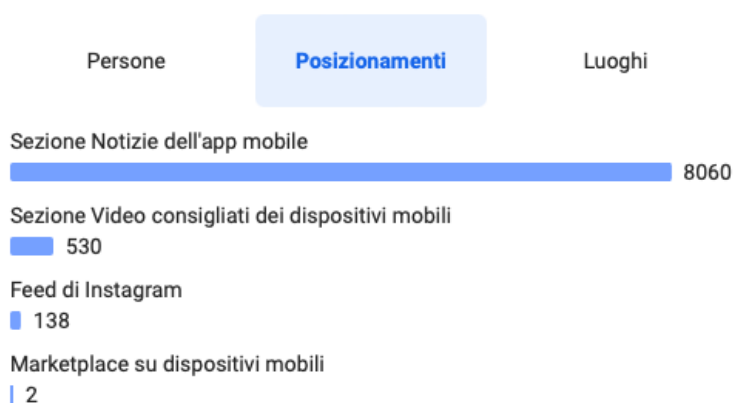 Persone Posizionamenti Luoghi
Sezione Notizie dell'app mobile
8060
Sezione Video consigliati dei dispositivi mobili
530
Feed di Instagram
138
Marketplace su dispositivi mobili
2